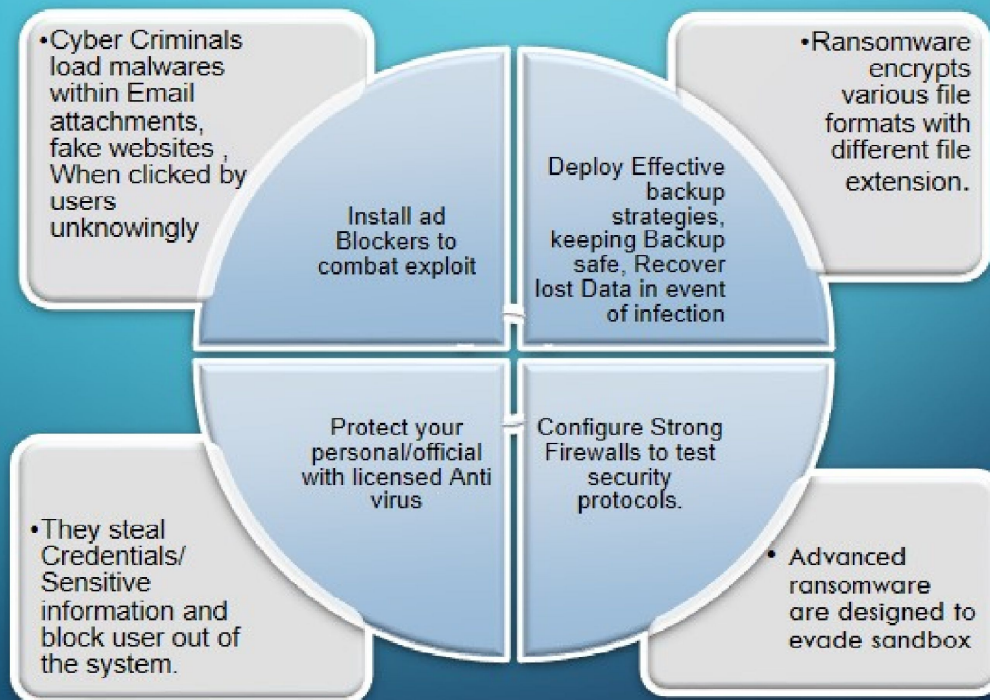 •Cyber Criminals
load malwares
within Email
attachments,
fake websites ,
When clicked by
users
unknowingly
Install ad
Blockers to
combat exploit
Deploy Effective
backup
strategies,
keeping Backup
safe, Recover
lost Data in event
of infection
•Ransomware
encrypts
various file
formats with
different file
extension.
•They steal
Credentials/
Sensitive
information and
block user out of
the system.
Protect your
personal/official
with licensed Anti
virus
Configure Strong
Firewalls to test
security
protocols.
• Advanced
ransomware
are designed to
evade sandbox